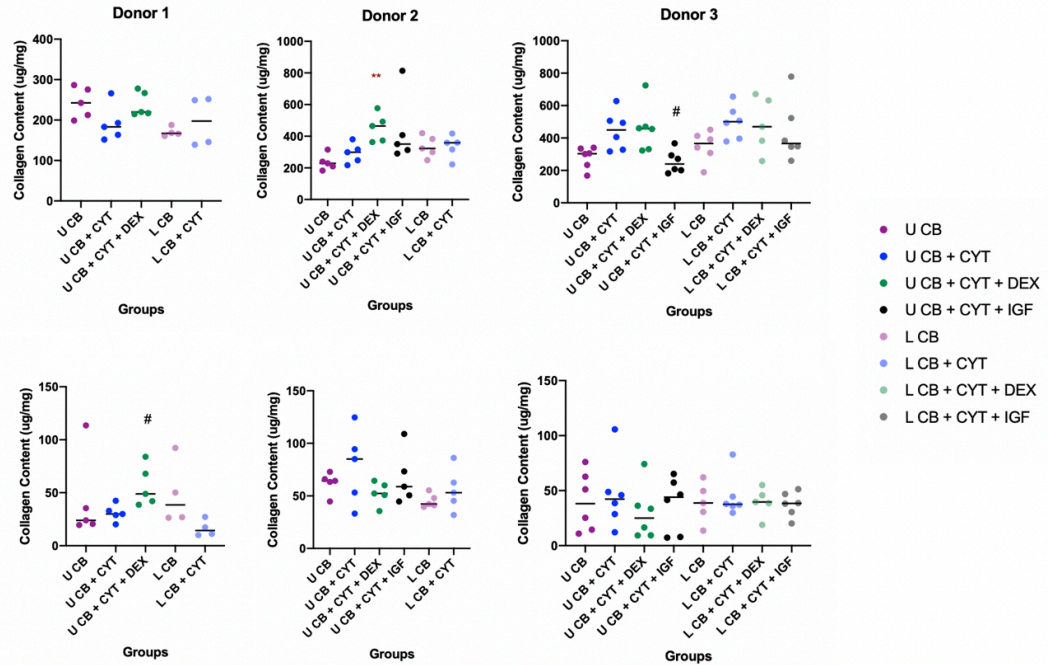 Donor 1
Collagen Content (ug/mg)
400
300
200
100
0
U CB
U CB + CYT
U CB + CYT + DEX
L CB
L CB + CYT
Groups
Donor 2
Collagen Content (ug/mg)
1000
800
600
400
200
0
**
U CB
U CB + CYT
U CB + CYT + DEX
U CB + CYT + IGF
L CB
L CB + CYT
Groups
Donor 3
Collagen Content (ug/mg)
1000
800
600
400
200
0
#
U CB
U CB + CYT
U CB + CYT + DEX
U CB + CYT + IGF
L CB
L CB + CYT
L CB + CYT + DEX
L CB + CYT + IGF
Groups
U CB
U CB + CYT
U CB + CYT + DEX
U CB + CYT + IGF
L CB
L CB + CYT
L CB + CYT + DEX
L CB + CYT + IGF
Collagen Content (ug/mg)
150
100
50
0
#
U CB
U CB + CYT
U CB + CYT + DEX
L CB
L CB + CYT
Groups
Collagen Content (ug/mg)
150
100
50
0
U CB
U CB + CYT
U CB + CYT + DEX
U CB + CYT + IGF
L CB
L CB + CYT
Groups
Collagen Content (ug/mg)
150
100
50
0
U CB
U CB + CYT
U CB + CYT + DEX
U CB + CYT + IGF
L CB
L CB + CYT
L CB + CYT + DEX
L CB + CYT + IGF
Groups